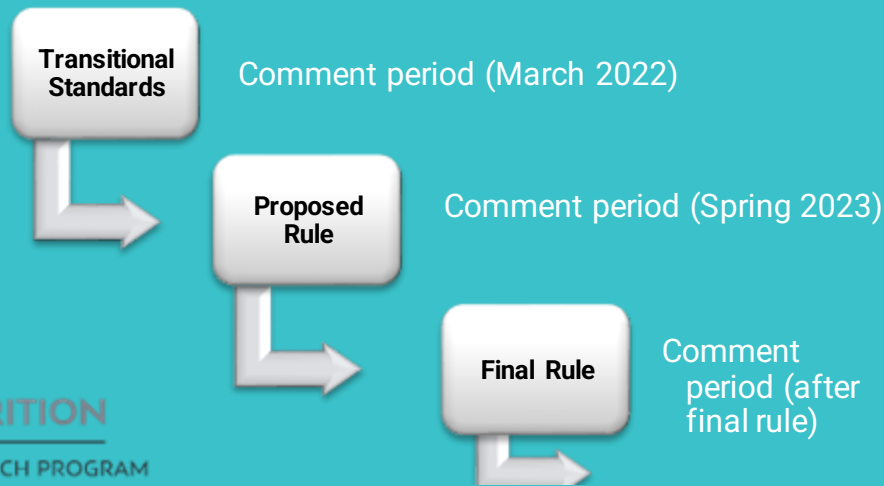 Transitional
Standards
Comment period (March 2022)
Proposed
Rule
Comment period (Spring 2023)
Final Rule
Comment
period (after
final rule)
RITION
CH PROGRAM